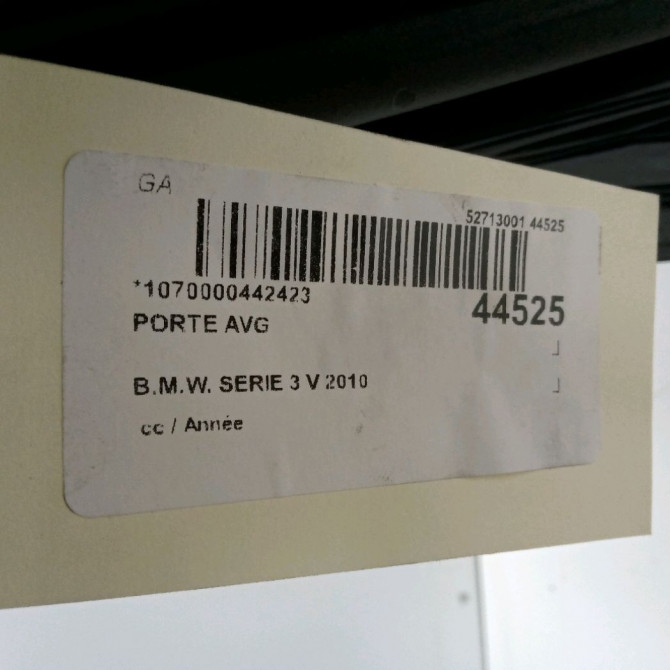 GA
52713001 44525
*1070000442423
44525
PORTE AVG
B.M.W. SERIE 3 V 2010
cc / Année